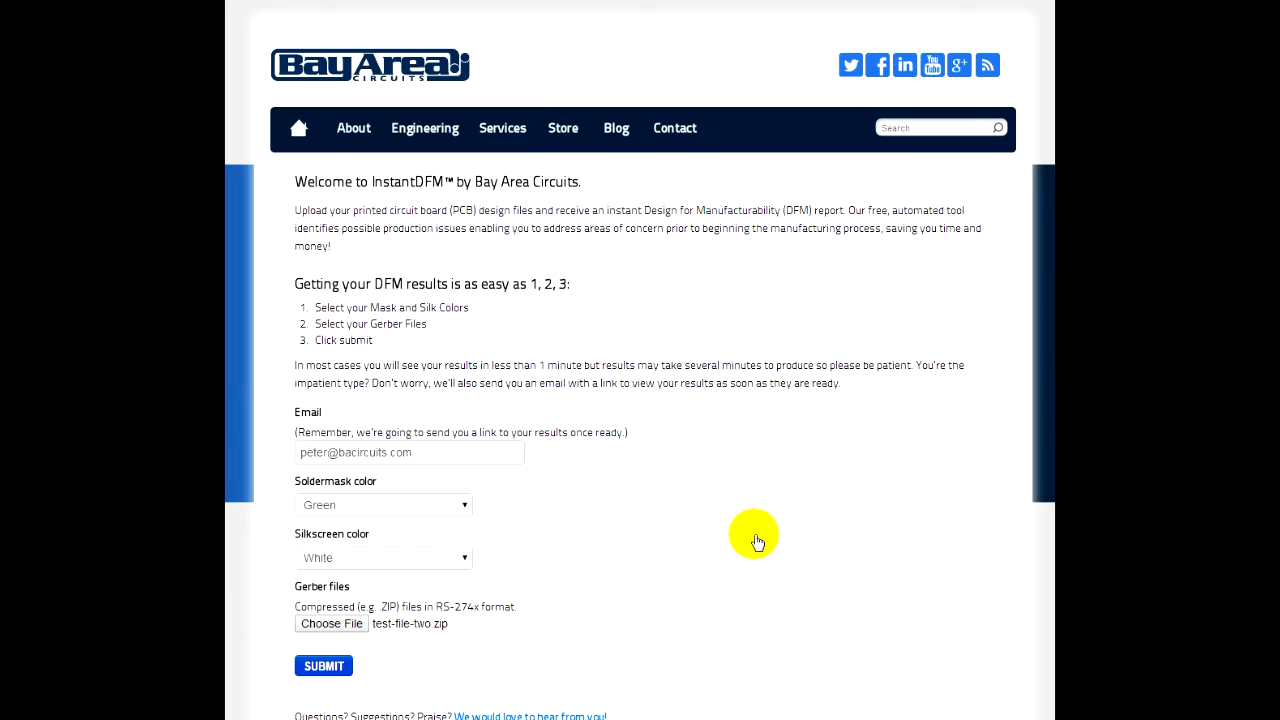 BayArea
CIRCUITS
You
Tube
About Engineering Services Store Blog Contact
Search
Welcome to InstantDFM™ by Bay Area Circuits.
Upload your printed circuit board (PCB) design files and receive an instant Design for Manufacturability (DFM) report. Our free, automated tool
identifies possible production issues enabling you to address areas of concern prior to beginning the manufacturing process, saving you time and
money!
Getting your DFM results is as easy as 1, 2, 3:
1. Select your Mask and Silk Colors
2. Select your Gerber Files
3. Click submit
In most cases you will see your results in less than 1 minute but results may take several minutes to produce so please be patient. You're the
impatient type? Don't worry, we'll also send you an email with a link to view your results as soon as they are ready.
Email
(Remember, we're going to send you a link to your results once ready.)
peter@bacircuits.com
Soldermask color
Green
Silkscreen color
White
Gerber files
Compressed (e.g. .ZIP) files in RS-274x format.
Choose File test-file-two.zip
SUBMIT
Questions? Suggestions? Praise? We would love to hear from you!